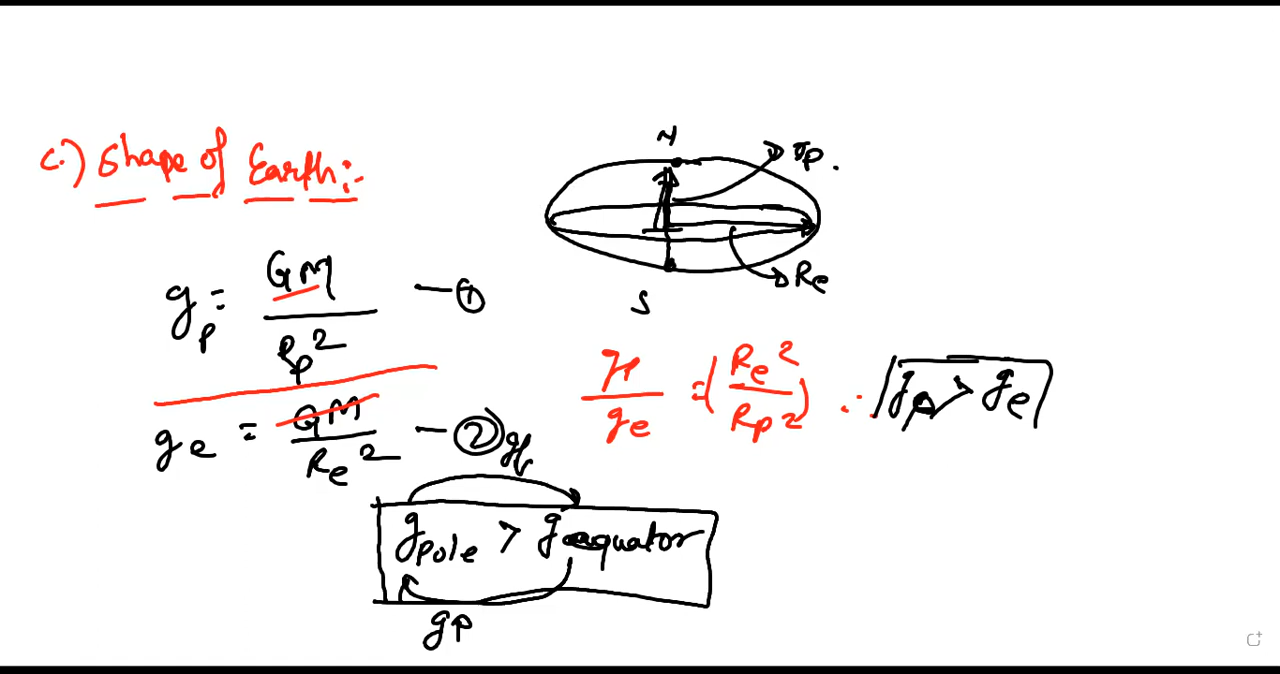 c.) Shape of Earth:-
N
rp.
Re
S
gp = GM / Rp² — ①
ge = GM / Re² — ②
/ge = (Re² / Rp²) ∴ gp > ge
gpole > gequator
gp